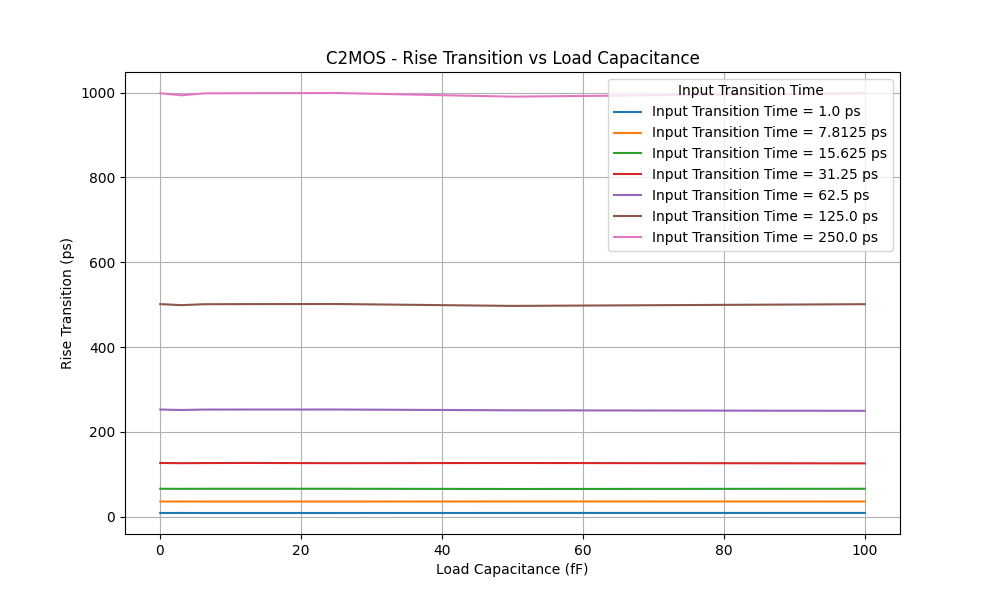 C2MOS - Rise Transition vs Load Capacitance
Input Transition Time
Input Transition Time = 1.0 ps
Input Transition Time = 7.8125 ps
Input Transition Time = 15.625 ps
Input Transition Time = 31.25 ps
Input Transition Time = 62.5 ps
Input Transition Time = 125.0 ps
Input Transition Time = 250.0 ps
Rise Transition (ps)
1000
800
600
400
200
0
0 20 40 60 80 100
Load Capacitance (fF)